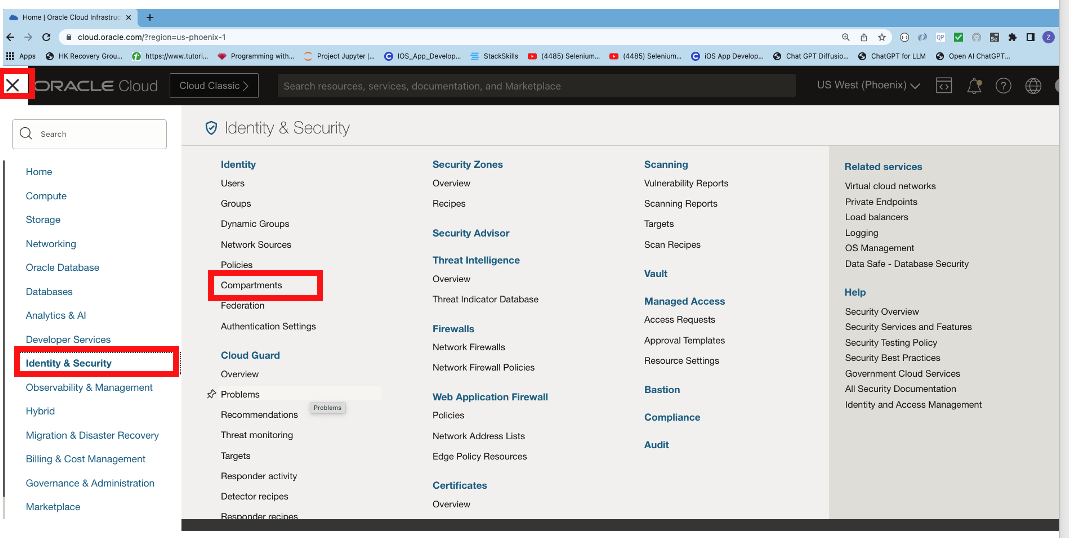 Home | Oracle Cloud Infrastruc
cloud.oracle.com/?region=us-phoenix-1
Apps
HK Recovery Grou...
https://www.tutori...
Programming with...
Project Jupyter |...
IOS_App_Develop...
StackSkills
(4485) Selenium...
(4485) Selenium...
iOS App Develop...
Chat GPT Diffusio...
ChatGPT for LLM
Open AI ChatGPT...
ORACLE Cloud
Cloud Classic >
Search resources, services, documentation, and Marketplace
US West (Phoenix)
Search
Home
Compute
Storage
Networking
Oracle Database
Databases
Analytics & AI
Developer Services
Identity & Security
Observability & Management
Hybrid
Migration & Disaster Recovery
Billing & Cost Management
Governance & Administration
Marketplace
Identity & Security
Identity
Users
Groups
Dynamic Groups
Network Sources
Policies
Compartments
Federation
Authentication Settings
Cloud Guard
Overview
Problems
Problems
Recommendations
Threat monitoring
Targets
Responder activity
Detector recipes
Responder recipes
Security Zones
Overview
Recipes
Security Advisor
Threat Intelligence
Overview
Threat Indicator Database
Firewalls
Network Firewalls
Network Firewall Policies
Web Application Firewall
Policies
Network Address Lists
Edge Policy Resources
Certificates
Overview
Scanning
Vulnerability Reports
Scanning Reports
Targets
Scan Recipes
Vault
Managed Access
Access Requests
Approval Templates
Resource Settings
Bastion
Compliance
Audit
Related services
Virtual cloud networks
Private Endpoints
Load balancers
Logging
OS Management
Data Safe - Database Security
Help
Security Overview
Security Services and Features
Security Testing Policy
Security Best Practices
Government Cloud Services
All Security Documentation
Identity and Access Management